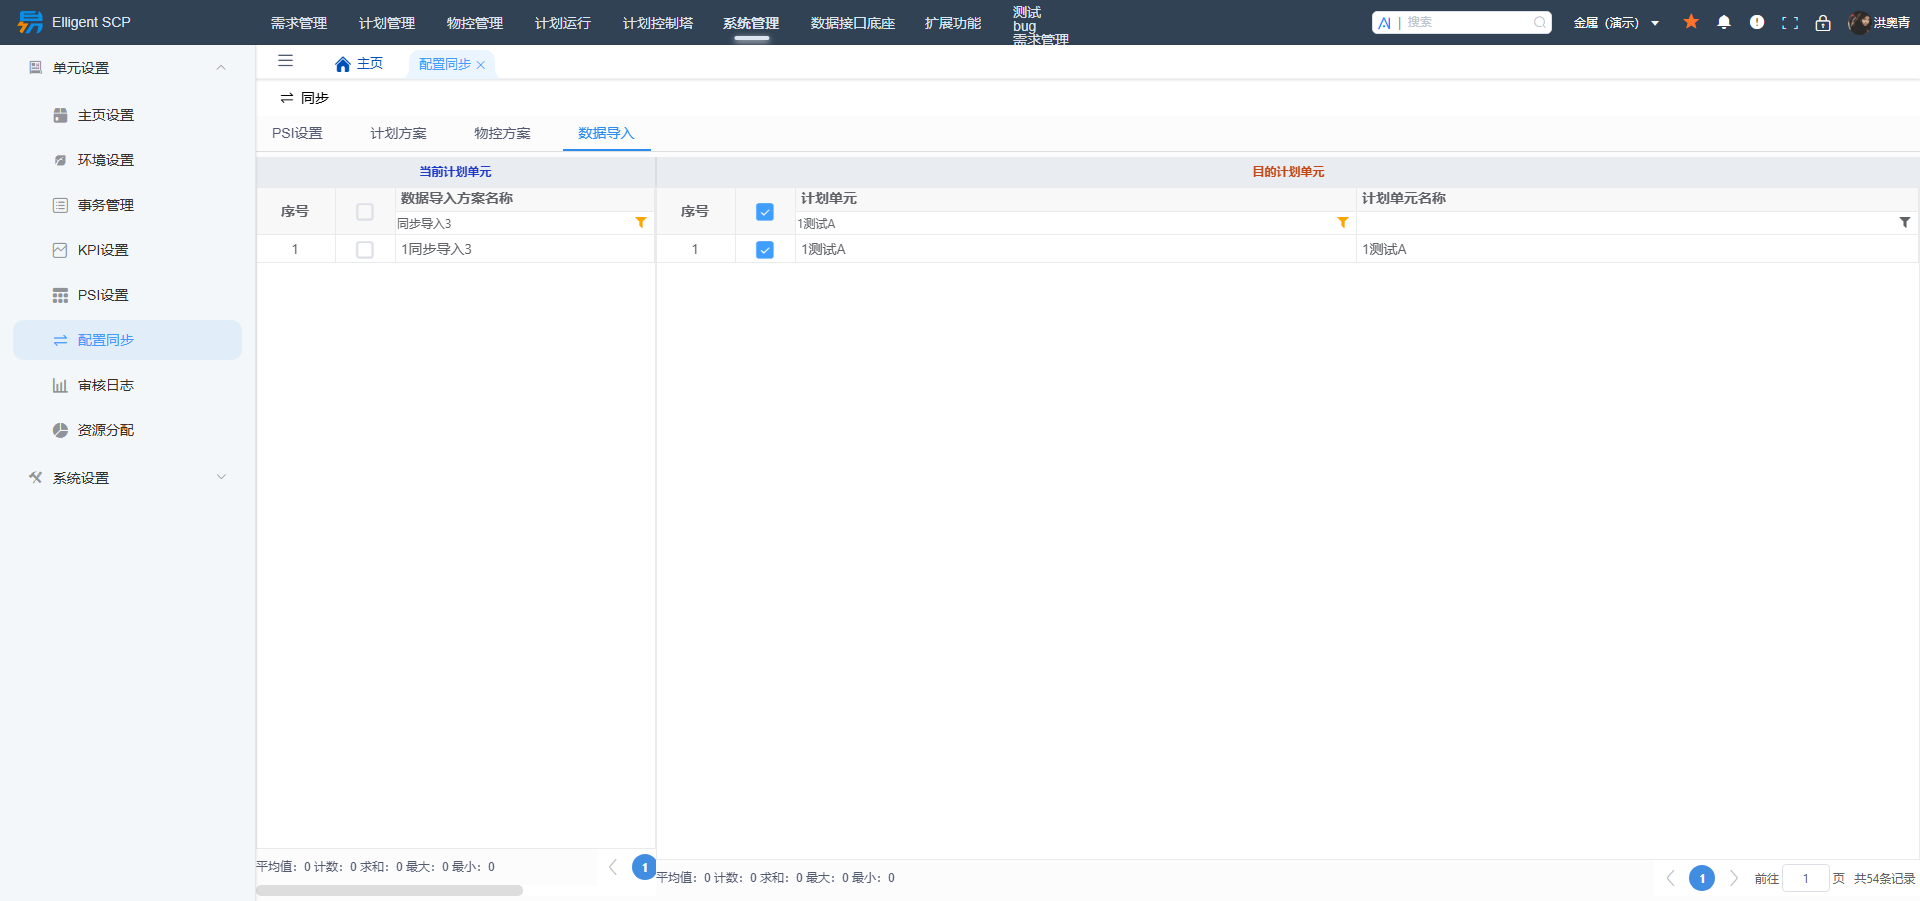 Elligent SCP
需求管理
计划管理
物控管理
计划运行
计划控制塔
系统管理
数据接口底座
扩展功能
测试
bug
需求管理
搜索
金属（演示）
洪奥青
单元设置
主页设置
环境设置
事务管理
KPI设置
PSI设置
配置同步
审核日志
资源分配
系统设置
主页
配置同步
同步
PSI设置
计划方案
物控方案
数据导入
当前计划单元
序号
数据导入方案名称
同步导入3
1
1同步导入3
平均值：0 计数：0 求和：0 最大：0 最小：0
1
目的计划单元
序号
计划单元
计划单元名称
1测试A
1
1测试A
1测试A
平均值：0 计数：0 求和：0 最大：0 最小：0
1
前往 1 页 共54条记录